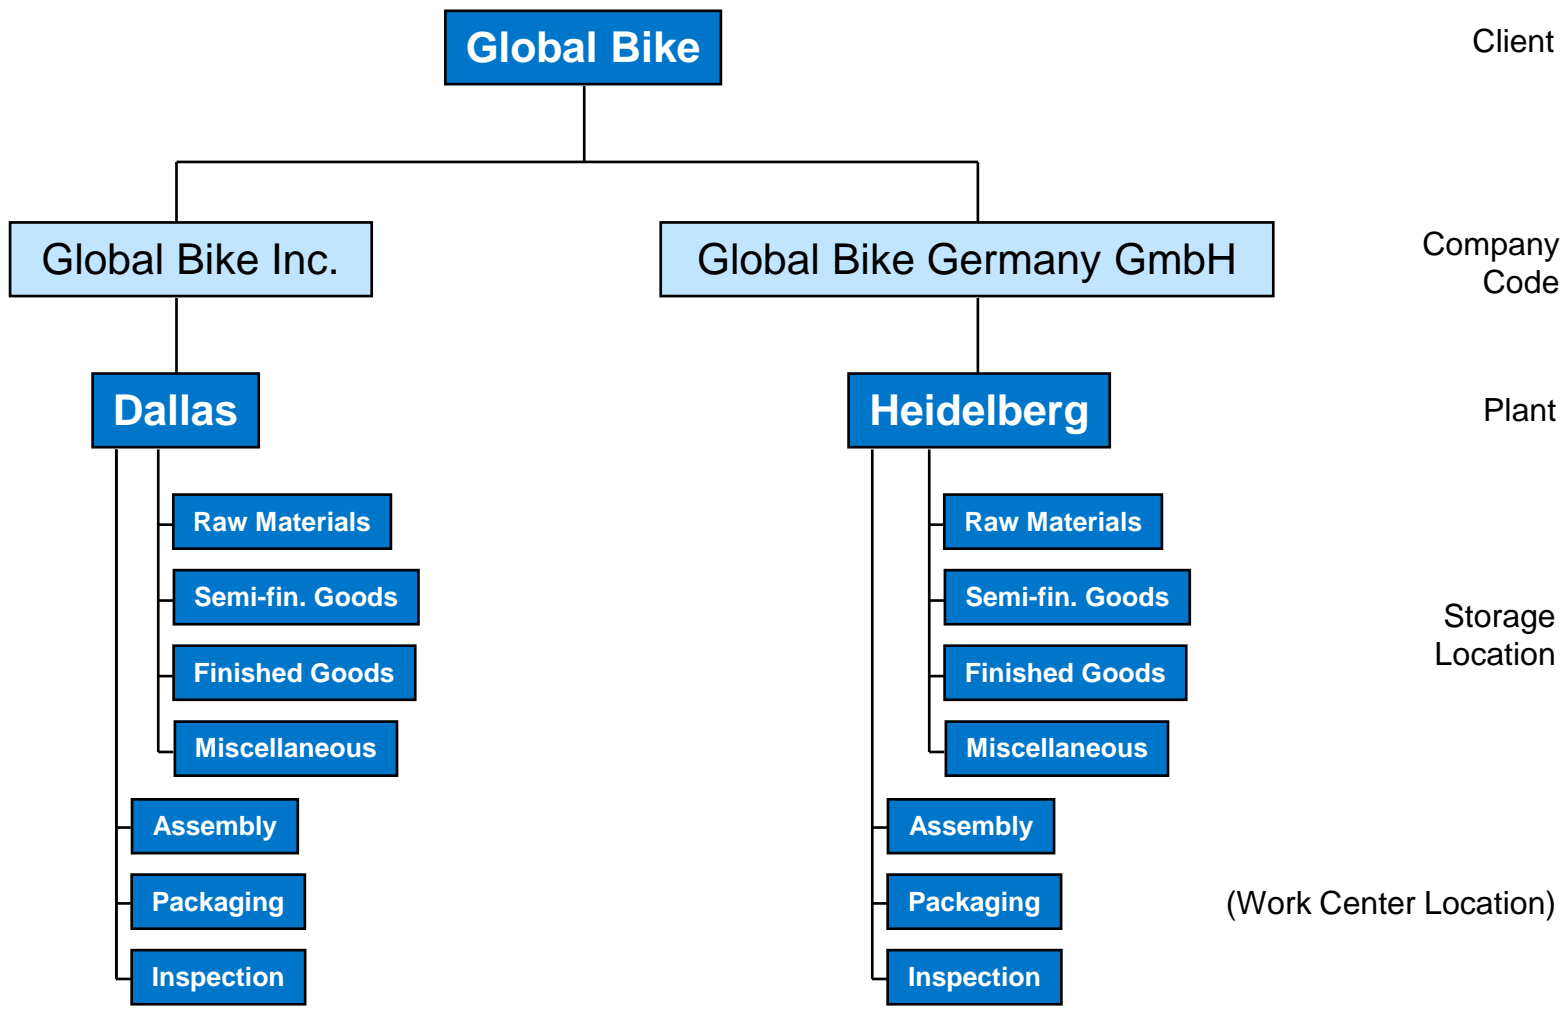 Global Bike
Client
Global Bike Inc.
Global Bike Germany GmbH
Company
Code
Dallas
Heidelberg
Plant
Raw Materials
Raw Materials
Semi-fin. Goods
Semi-fin. Goods
Storage
Location
Finished Goods
Finished Goods
Miscellaneous
Miscellaneous
Assembly
Assembly
Packaging
Packaging
(Work Center Location)
Inspection
Inspection